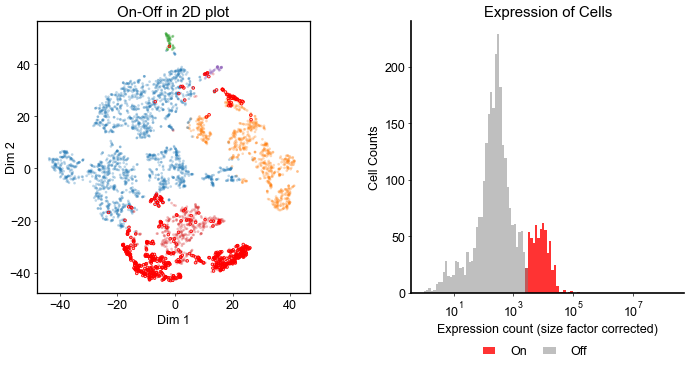 On-Off in 2D plot
Dim 2
40
20
0
−20
−40
−40 −20 0 20 40
Dim 1
Expression of Cells
Cell Counts
200
150
100
50
0
10^1 10^3 10^5 10^7
Expression count (size factor corrected)
On Off